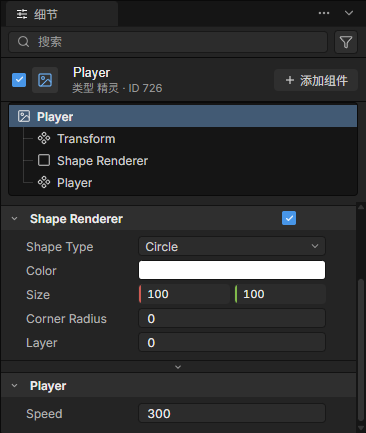 细节
搜索
Player
类型 精灵 · ID 726
添加组件
Player
Transform
Shape Renderer
Player
Shape Renderer
Shape Type Circle
Color
Size 100 100
Corner Radius 0
Layer 0
Player
Speed 300